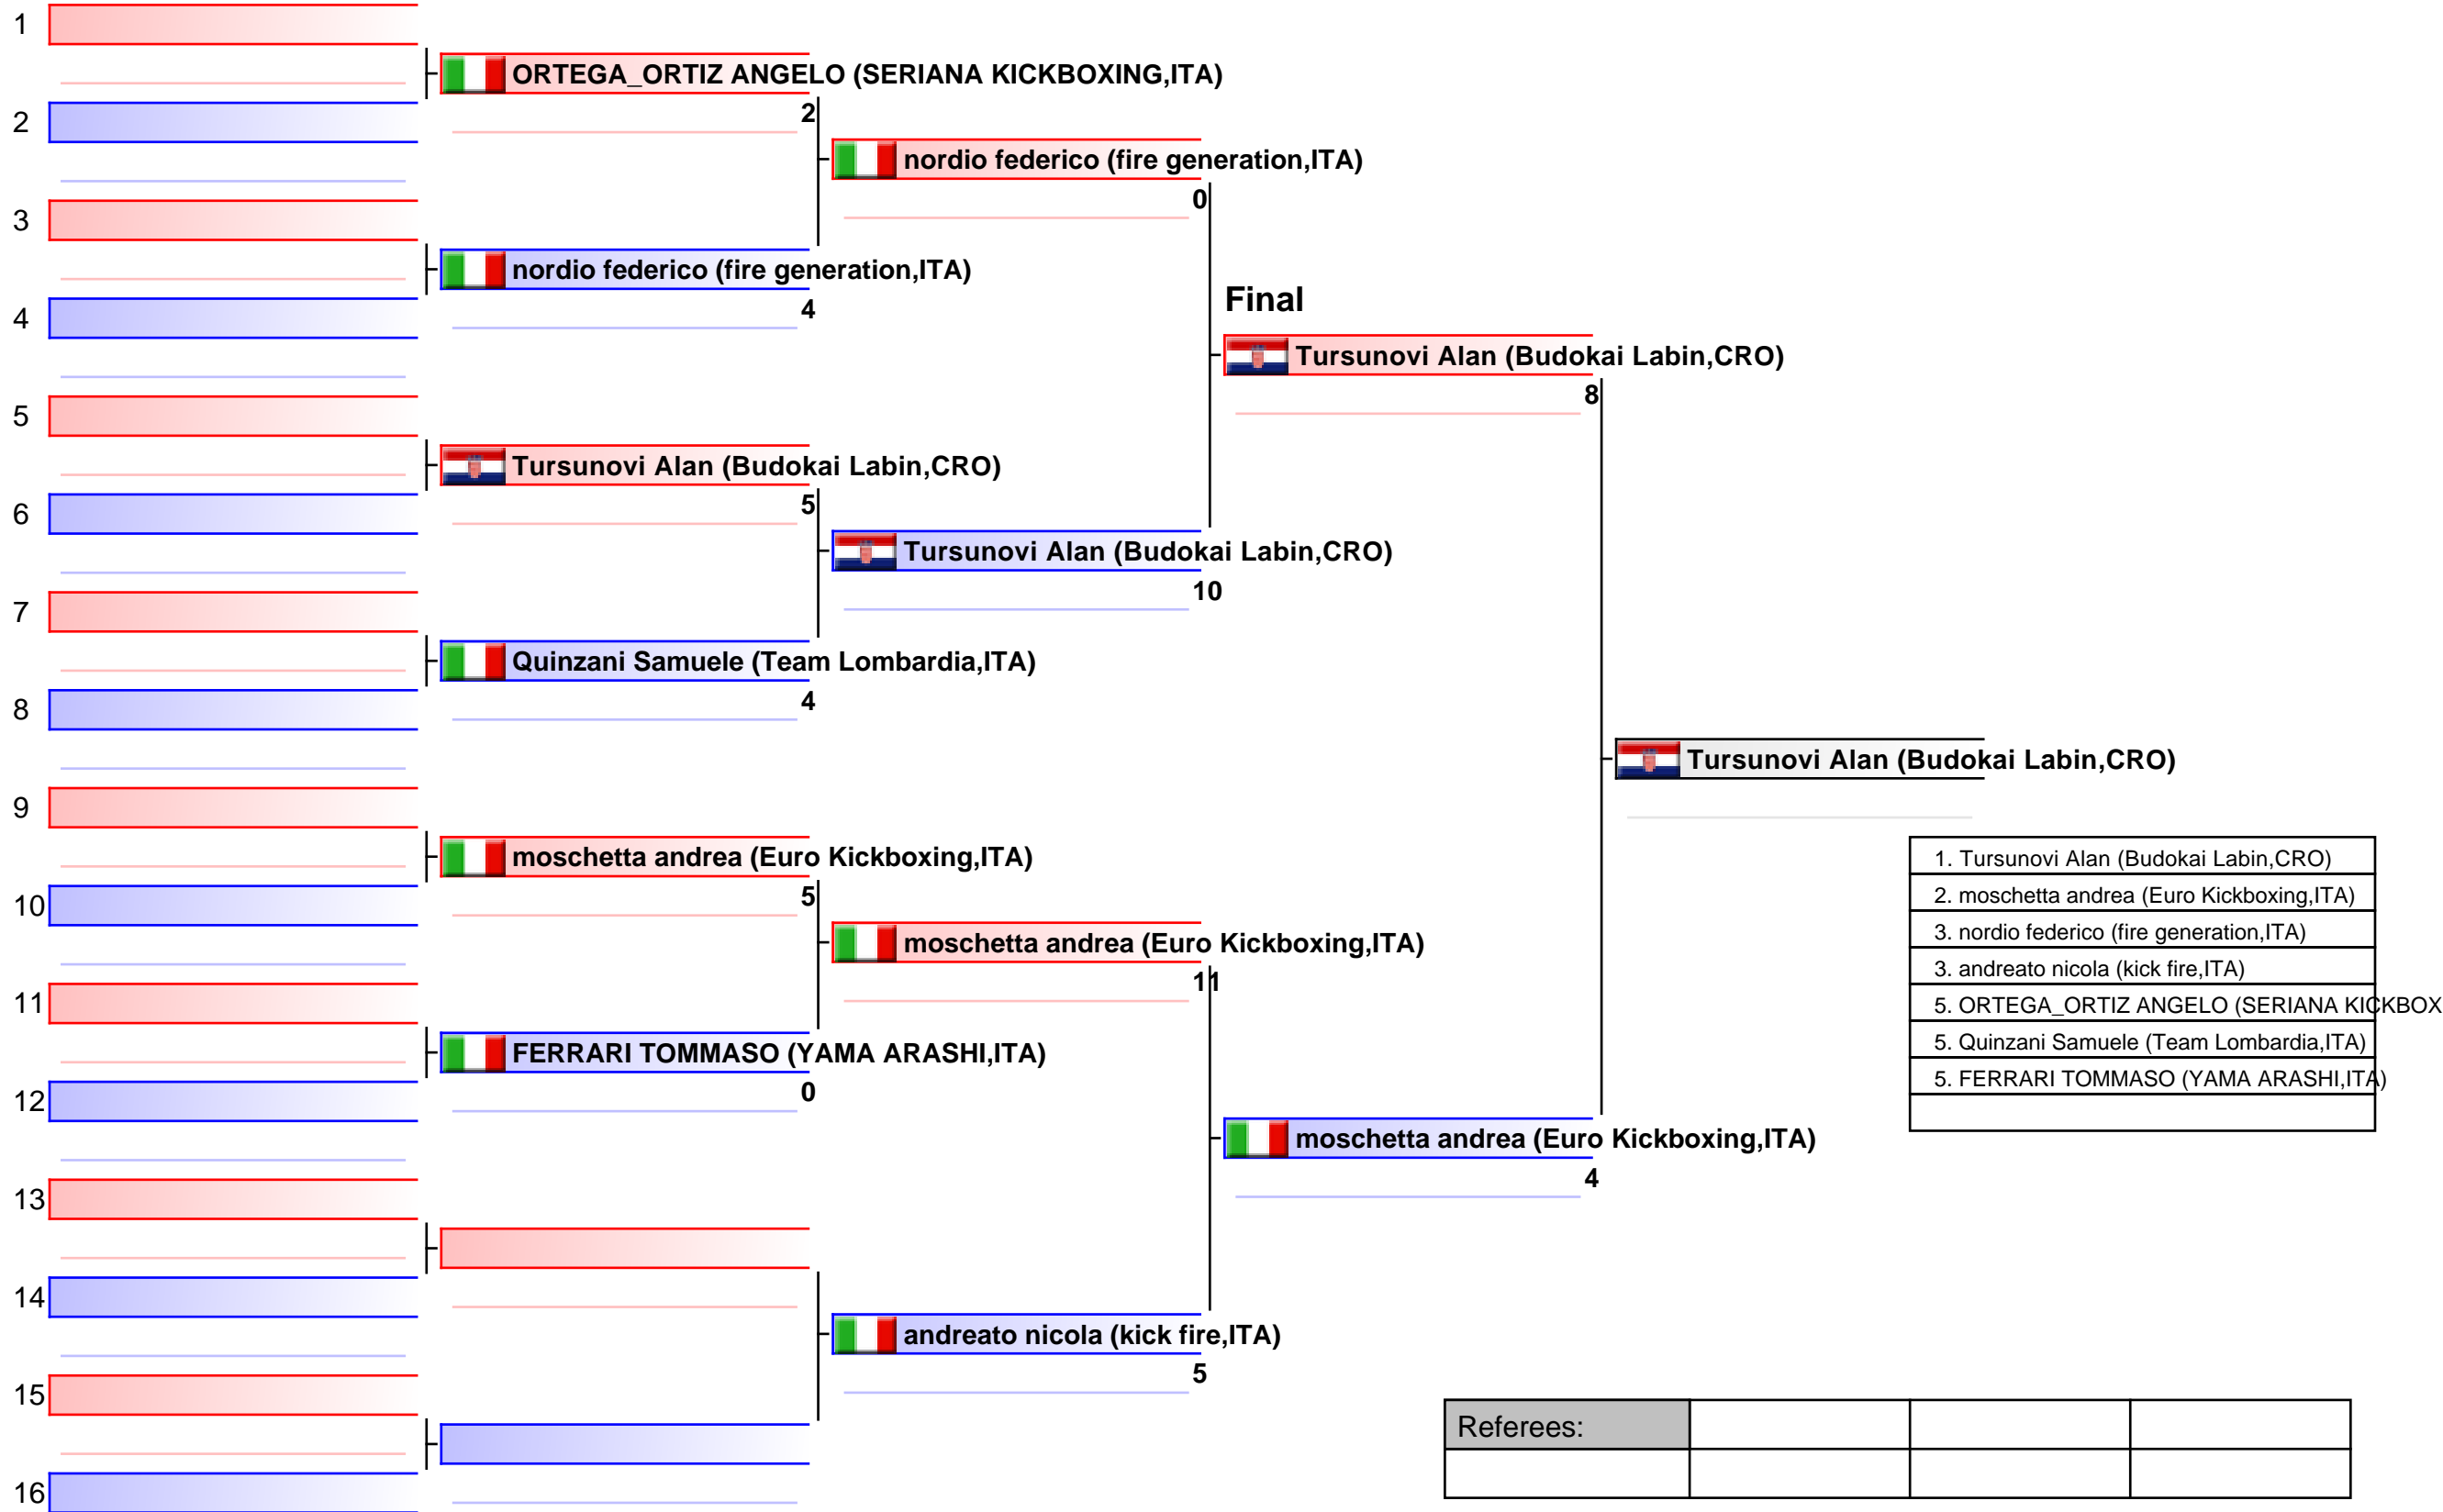 1
ORTEGA_ORTIZ ANGELO (SERIANA KICKBOXING,ITA)
2
2
nordio federico (fire generation,ITA)
0
3
nordio federico (fire generation,ITA)
4
4
Final
Tursunovi Alan (Budokai Labin,CRO)
8
5
Tursunovi Alan (Budokai Labin,CRO)
5
6
Tursunovi Alan (Budokai Labin,CRO)
10
7
Quinzani Samuele (Team Lombardia,ITA)
4
8
Tursunovi Alan (Budokai Labin,CRO)
9
moschetta andrea (Euro Kickboxing,ITA)
5
10
moschetta andrea (Euro Kickboxing,ITA)
11
11
FERRARI TOMMASO (YAMA ARASHI,ITA)
0
12
moschetta andrea (Euro Kickboxing,ITA)
4
13
14
andreato nicola (kick fire,ITA)
5
15
16
1. Tursunovi Alan (Budokai Labin,CRO)
2. moschetta andrea (Euro Kickboxing,ITA)
3. nordio federico (fire generation,ITA)
3. andreato nicola (kick fire,ITA)
5. ORTEGA_ORTIZ ANGELO (SERIANA KICKBOX
5. Quinzani Samuele (Team Lombardia,ITA)
5. FERRARI TOMMASO (YAMA ARASHI,ITA)
Referees: